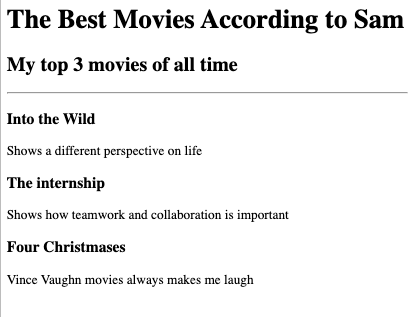 The Best Movies According to Sam
My top 3 movies of all time
Into the Wild
Shows a different perspective on life
The internship
Shows how teamwork and collaboration is important
Four Christmases
Vince Vaughn movies always makes me laugh